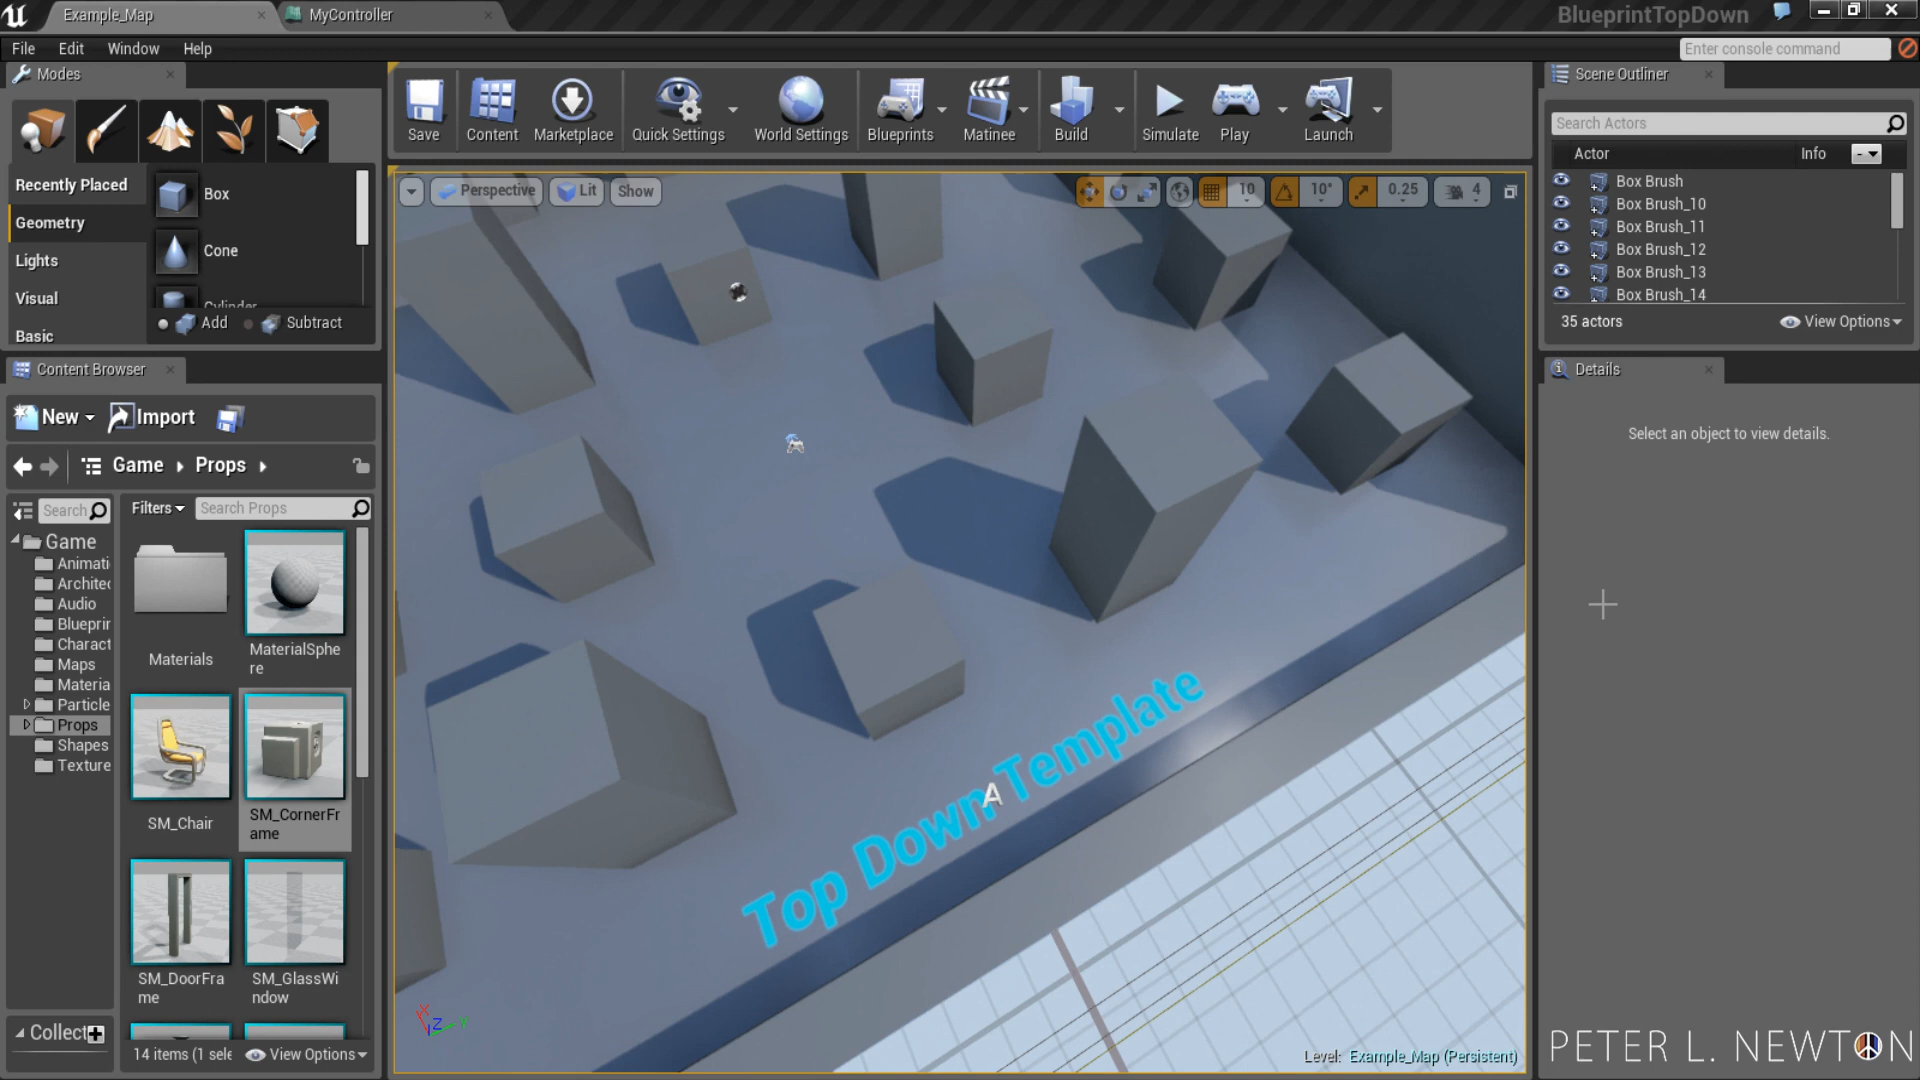 Example_Map
MyController
BlueprintTopDown
File Edit Window Help
Enter console command
Modes
Save Content Marketplace Quick Settings World Settings Blueprints Matinee Build Simulate Play Launch
Scene Outliner
Search Actors
Actor Info
Box Brush
Box Brush_10
Box Brush_11
Box Brush_12
Box Brush_13
Box Brush_14
35 actors View Options
Recently Placed
Geometry
Lights
Visual
Basic
Box
Cone
Cylinder
Add Subtract
Perspective Lit Show
10 10° 0.25 4
Content Browser
New Import
Game Props
Search
Filters Search Props
Game
Animati
Architec
Audio
Blueprin
Charact
Maps
Materia
Particle
Props
Shapes
Texture
Materials
MaterialSphe
re
SM_Chair
SM_CornerFr
ame
SM_DoorFra
me
SM_GlassWi
ndow
Collect
14 items (1 sele View Options
Top Down Template
A
X
Z
Y
Level: Example_Map (Persistent)
Details
Select an object to view details.
PETER L. NEWTON